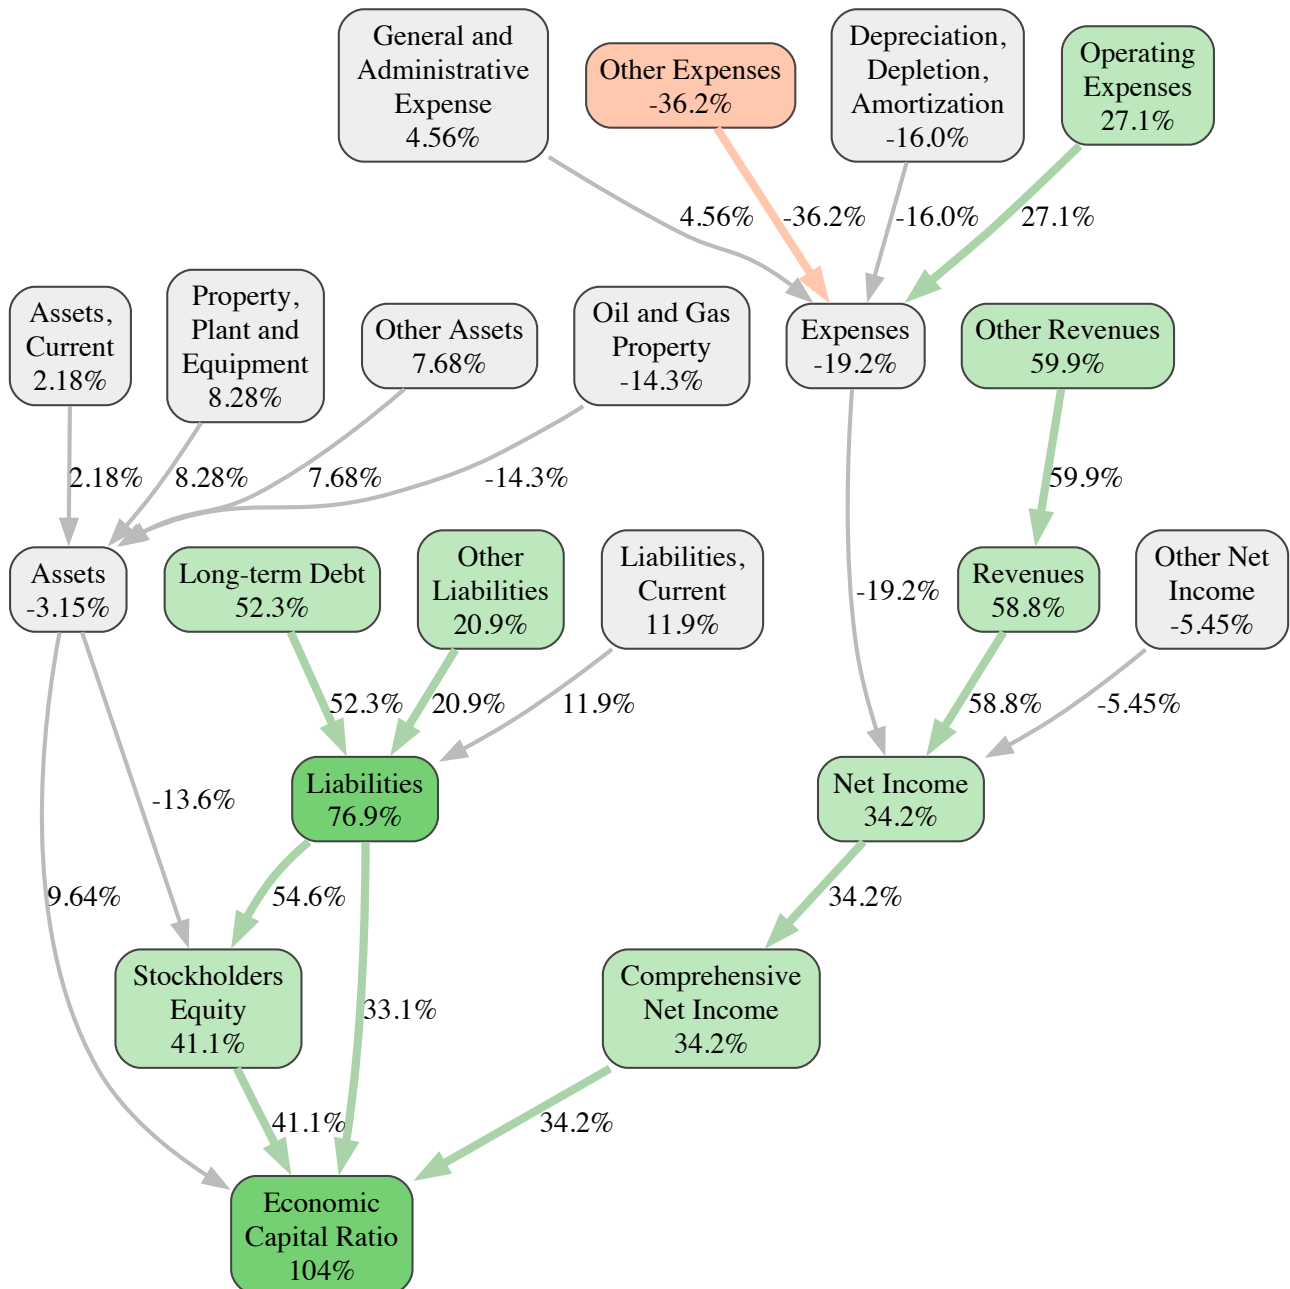 General and
Administrative
Expense
4.56%
Other Expenses
-36.2%
Depreciation,
Depletion,
Amortization
-16.0%
Operating
Expenses
27.1%
4.56%
-36.2%
-16.0%
27.1%
Assets,
Current
2.18%
Property,
Plant and
Equipment
8.28%
Other Assets
7.68%
Oil and Gas
Property
-14.3%
Expenses
-19.2%
Other Revenues
59.9%
2.18%
8.28%
7.68%
-14.3%
59.9%
Assets
-3.15%
Long-term Debt
52.3%
Other
Liabilities
20.9%
Liabilities,
Current
11.9%
-19.2%
Revenues
58.8%
Other Net
Income
-5.45%
52.3%
20.9%
11.9%
58.8%
-5.45%
-13.6%
Liabilities
76.9%
Net Income
34.2%
9.64%
54.6%
34.2%
Stockholders
Equity
41.1%
33.1%
Comprehensive
Net Income
34.2%
41.1%
34.2%
Economic
Capital Ratio
104%